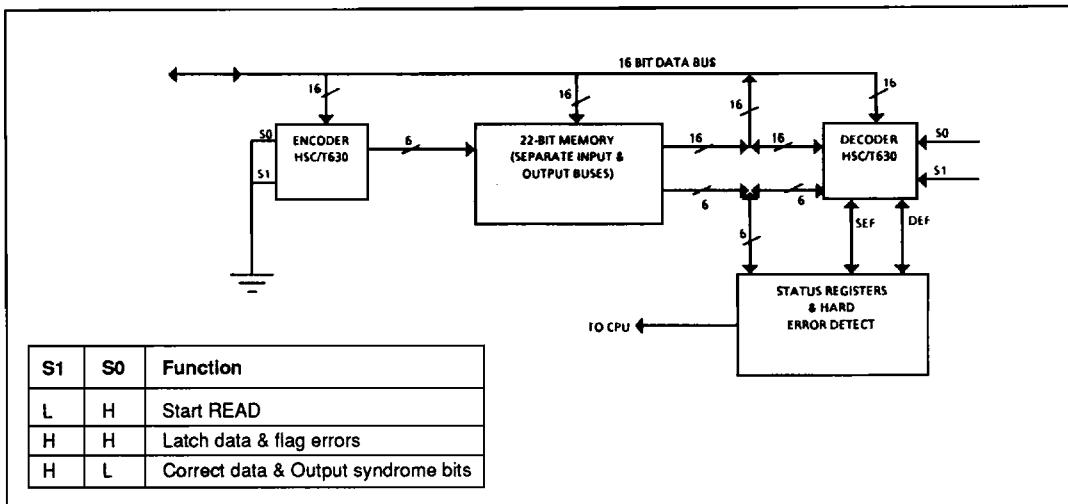 16 BIT DATA BUS
16
16
16
16
S0
S1
ENCODER
HSC/T630
6
22-BIT MEMORY
(SEPARATE INPUT &
OUTPUT BUSES)
16
16
6
6
DECODER
HSC/T630
S0
S1
6
SEF
DEF
STATUS REGISTERS
& HARD
ERROR DETECT
TO CPU
S1 S0 Function
L H Start READ
H H Latch data & flag errors
H L Correct data & Output syndrome bits